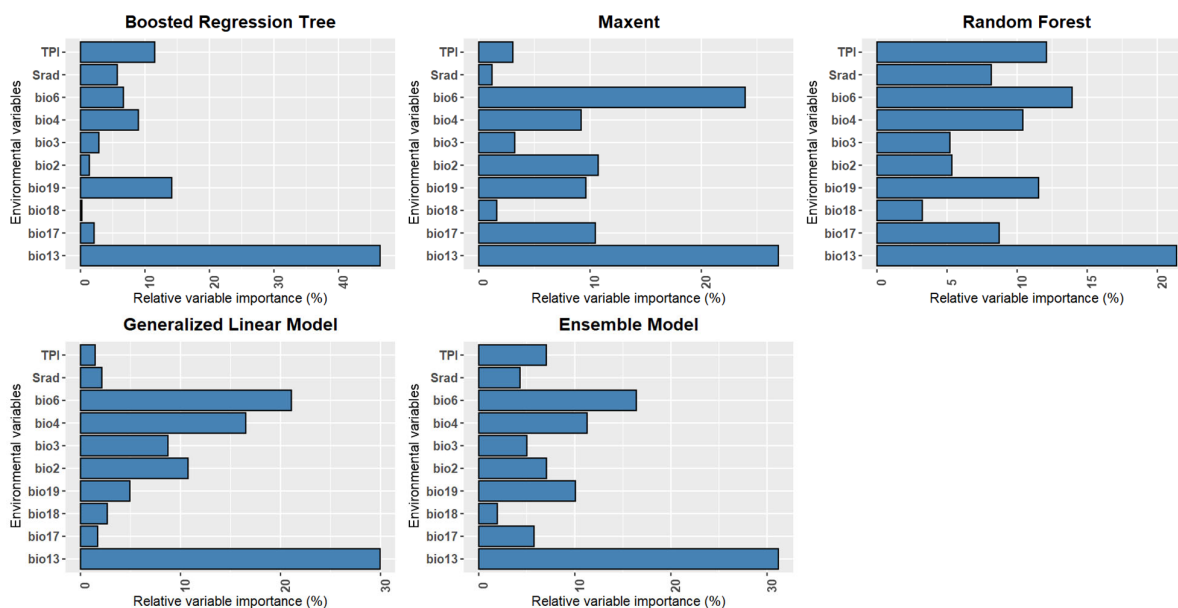 Boosted Regression Tree
Environmental variables
TPI
Srad
bio6
bio4
bio3
bio2
bio19
bio18
bio17
bio13
0
10
20
30
40
Relative variable importance (%)
Maxent
Environmental variables
TPI
Srad
bio6
bio4
bio3
bio2
bio19
bio18
bio17
bio13
0
10
20
Relative variable importance (%)
Random Forest
Environmental variables
TPI
Srad
bio6
bio4
bio3
bio2
bio19
bio18
bio17
bio13
0
5
10
15
20
Relative variable importance (%)
Generalized Linear Model
Environmental variables
TPI
Srad
bio6
bio4
bio3
bio2
bio19
bio18
bio17
bio13
0
10
20
30
Relative variable importance (%)
Ensemble Model
Environmental variables
TPI
Srad
bio6
bio4
bio3
bio2
bio19
bio18
bio17
bio13
0
10
20
30
Relative variable importance (%)